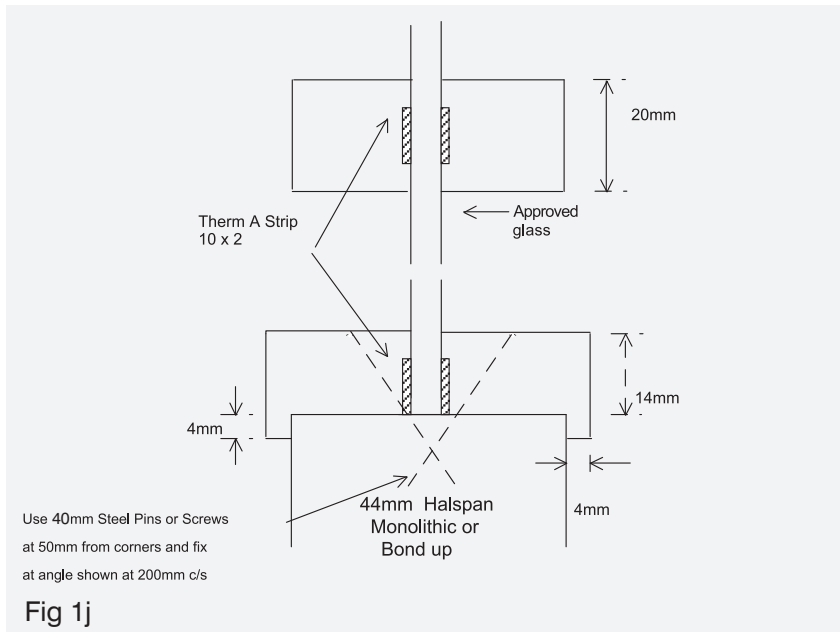 20mm
Therm A Strip
10 x 2
Approved
glass
14mm
4mm
4mm
44mm Halspan
Monolithic or
Bond up
Use 40mm Steel Pins or Screws
at 50mm from corners and fix
at angle shown at 200mm c/s
Fig 1j